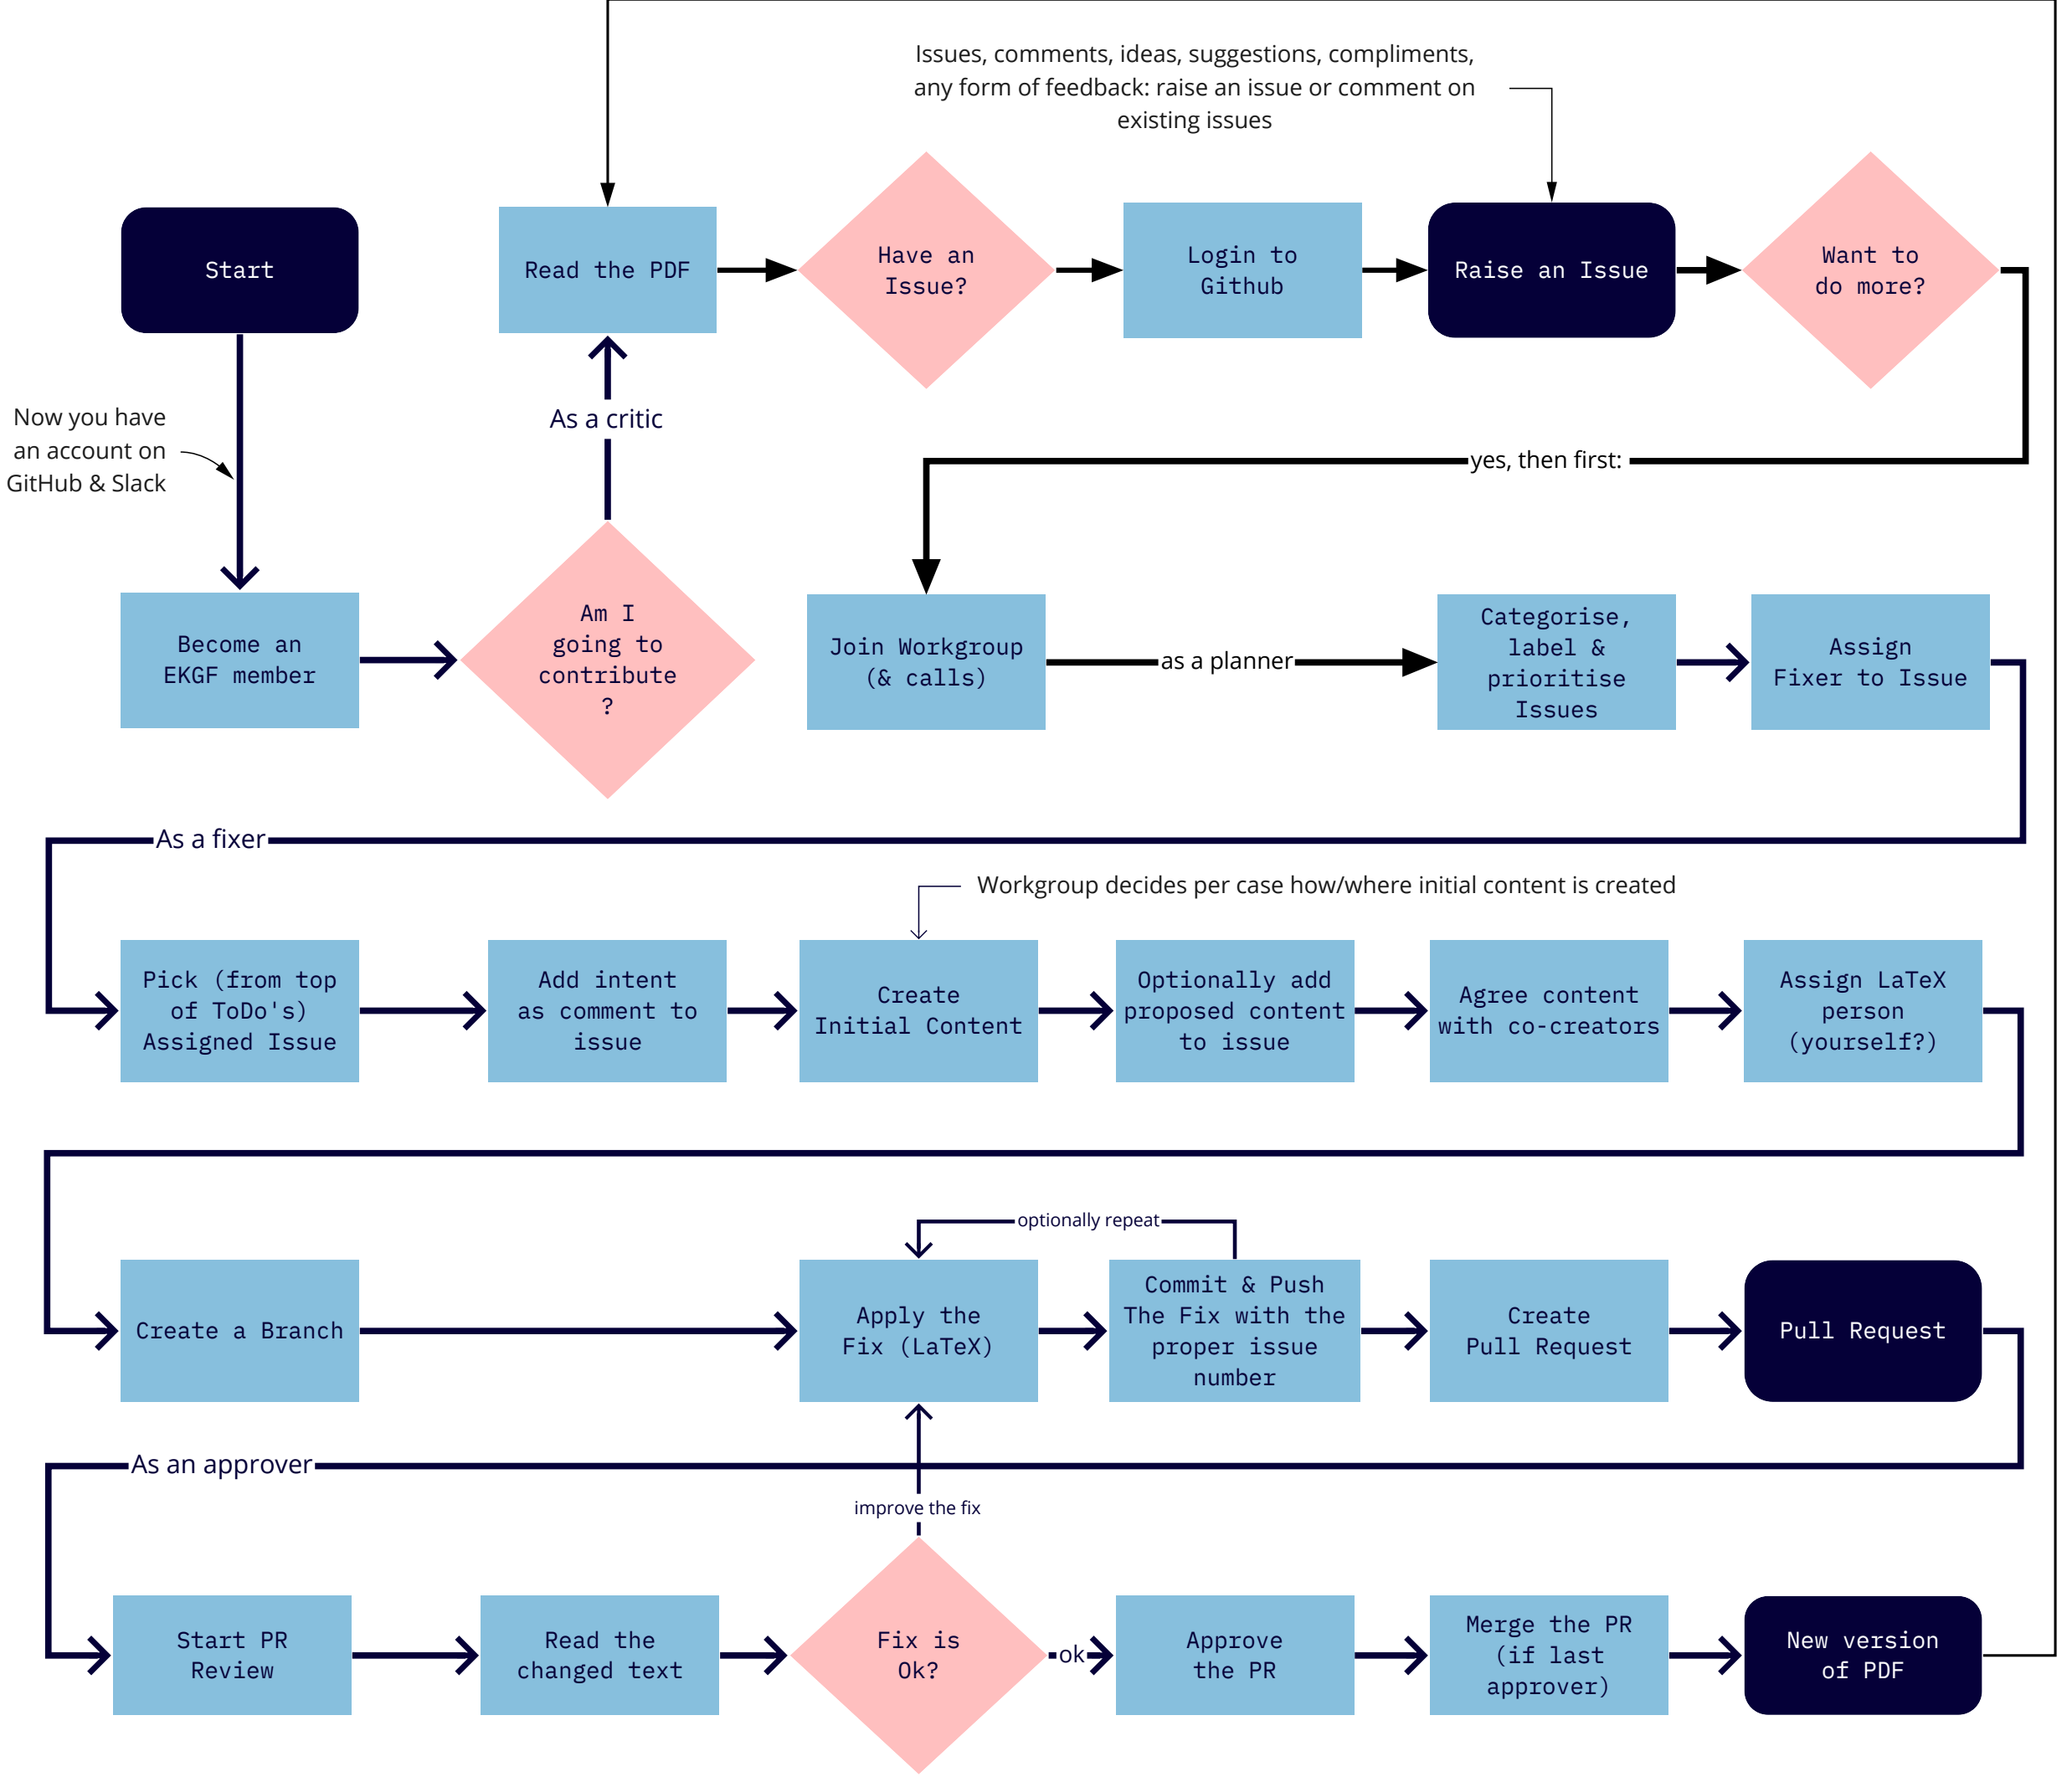 Issues, comments, ideas, suggestions, compliments,
any form of feedback: raise an issue or comment on
existing issues
Start
Read the PDF
Have an
Issue?
Login to
Github
Raise an Issue
Want to
do more?
Now you have
an account on
GitHub & Slack
As a critic
yes, then first:
Become an
EKGF member
Am I
going to
contribute
?
Join Workgroup
(& calls)
as a planner
Categorise,
label &
prioritise
Issues
Assign
Fixer to Issue
As a fixer
Workgroup decides per case how/where initial content is created
Pick (from top
of ToDo's)
Assigned Issue
Add intent
as comment to
issue
Create
Initial Content
Optionally add
proposed content
to issue
Agree content
with co-creators
Assign LaTeX
person
(yourself?)
optionally repeat
Create a Branch
Apply the
Fix (LaTeX)
Commit & Push
The Fix with the
proper issue
number
Create
Pull Request
Pull Request
As an approver
improve the fix
Start PR
Review
Read the
changed text
Fix is
Ok?
ok
Approve
the PR
Merge the PR
(if last
approver)
New version
of PDF